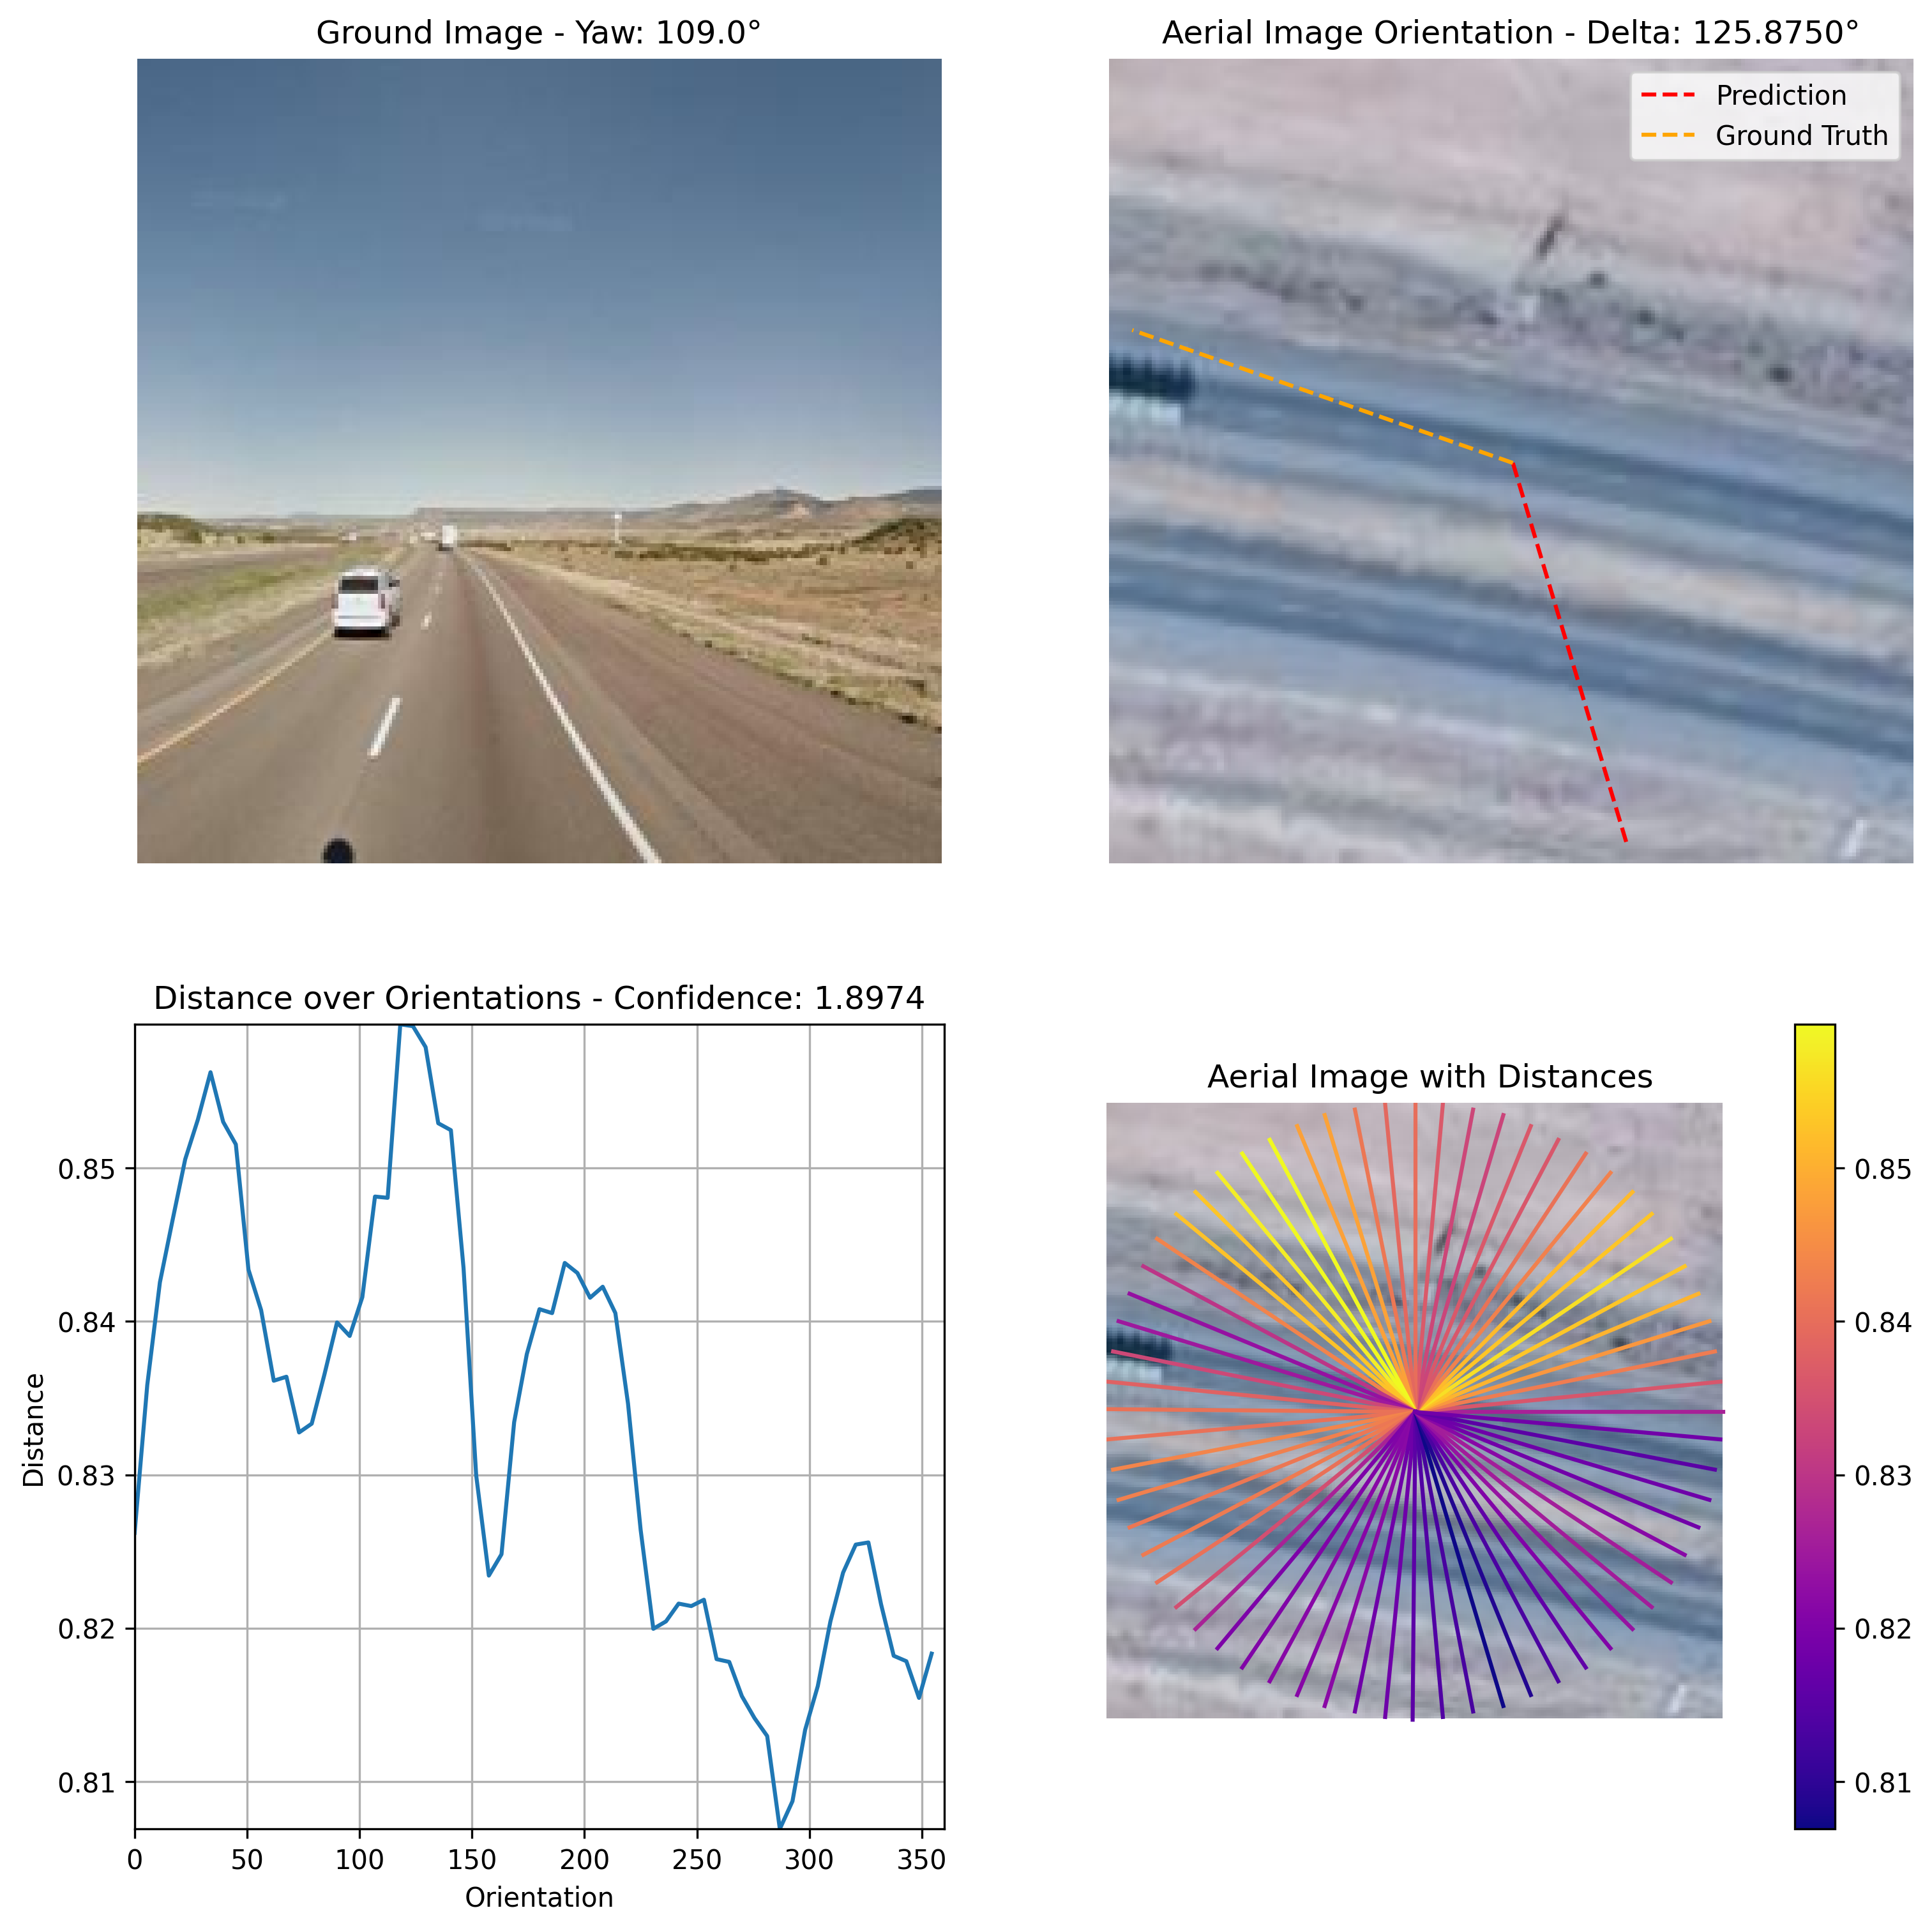 Ground Image - Yaw: 109.0°
Aerial Image Orientation - Delta: 125.8750°
Prediction
Ground Truth
Distance over Orientations - Confidence: 1.8974
0.85
0.84
0.83
0.82
0.81
Distance
0 50 100 150 200 250 300 350
Orientation
Aerial Image with Distances
0.85
0.84
0.83
0.82
0.81